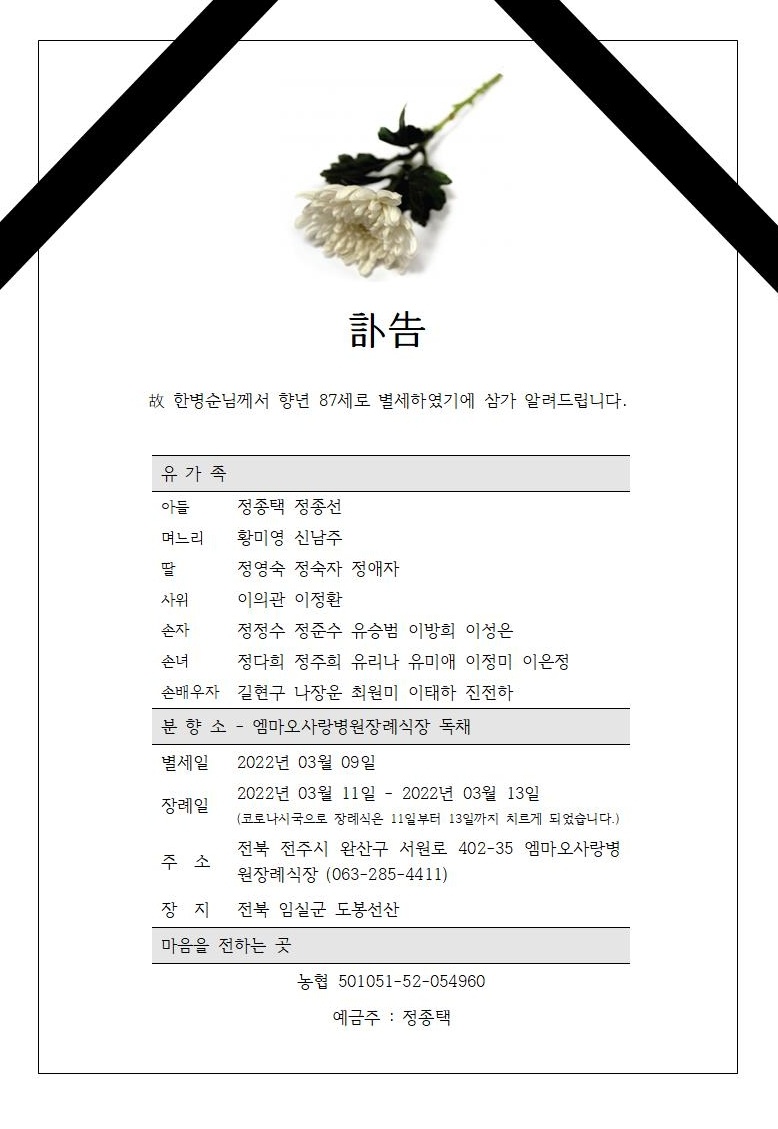 訃告
故 한병순님께서 향년 87세로 별세하였기에 삼가 알려드립니다.
유 가 족
아들 정종택 정종선
며느리 황미영 신남주
딸 정영숙 정숙자 정애자
사위 이의관 이정환
손자 정정수 정준수 유승범 이방희 이성은
손녀 정다희 정주희 유리나 유미애 이정미 이은정
손배우자 길현구 나장운 최원미 이태하 진전하
분 향 소 - 엠마오사랑병원장례식장 독채
별세일 2022년 03월 09일
장례일 2022년 03월 11일 - 2022년 03월 13일
(코로나시국으로 장례식은 11일부터 13일까지 치르게 되었습니다.)
주 소 전북 전주시 완산구 서원로 402-35 엠마오사랑병
원장례식장 (063-285-4411)
장 지 전북 임실군 도봉선산
마음을 전하는 곳
농협 501051-52-054960
예금주 : 정종택